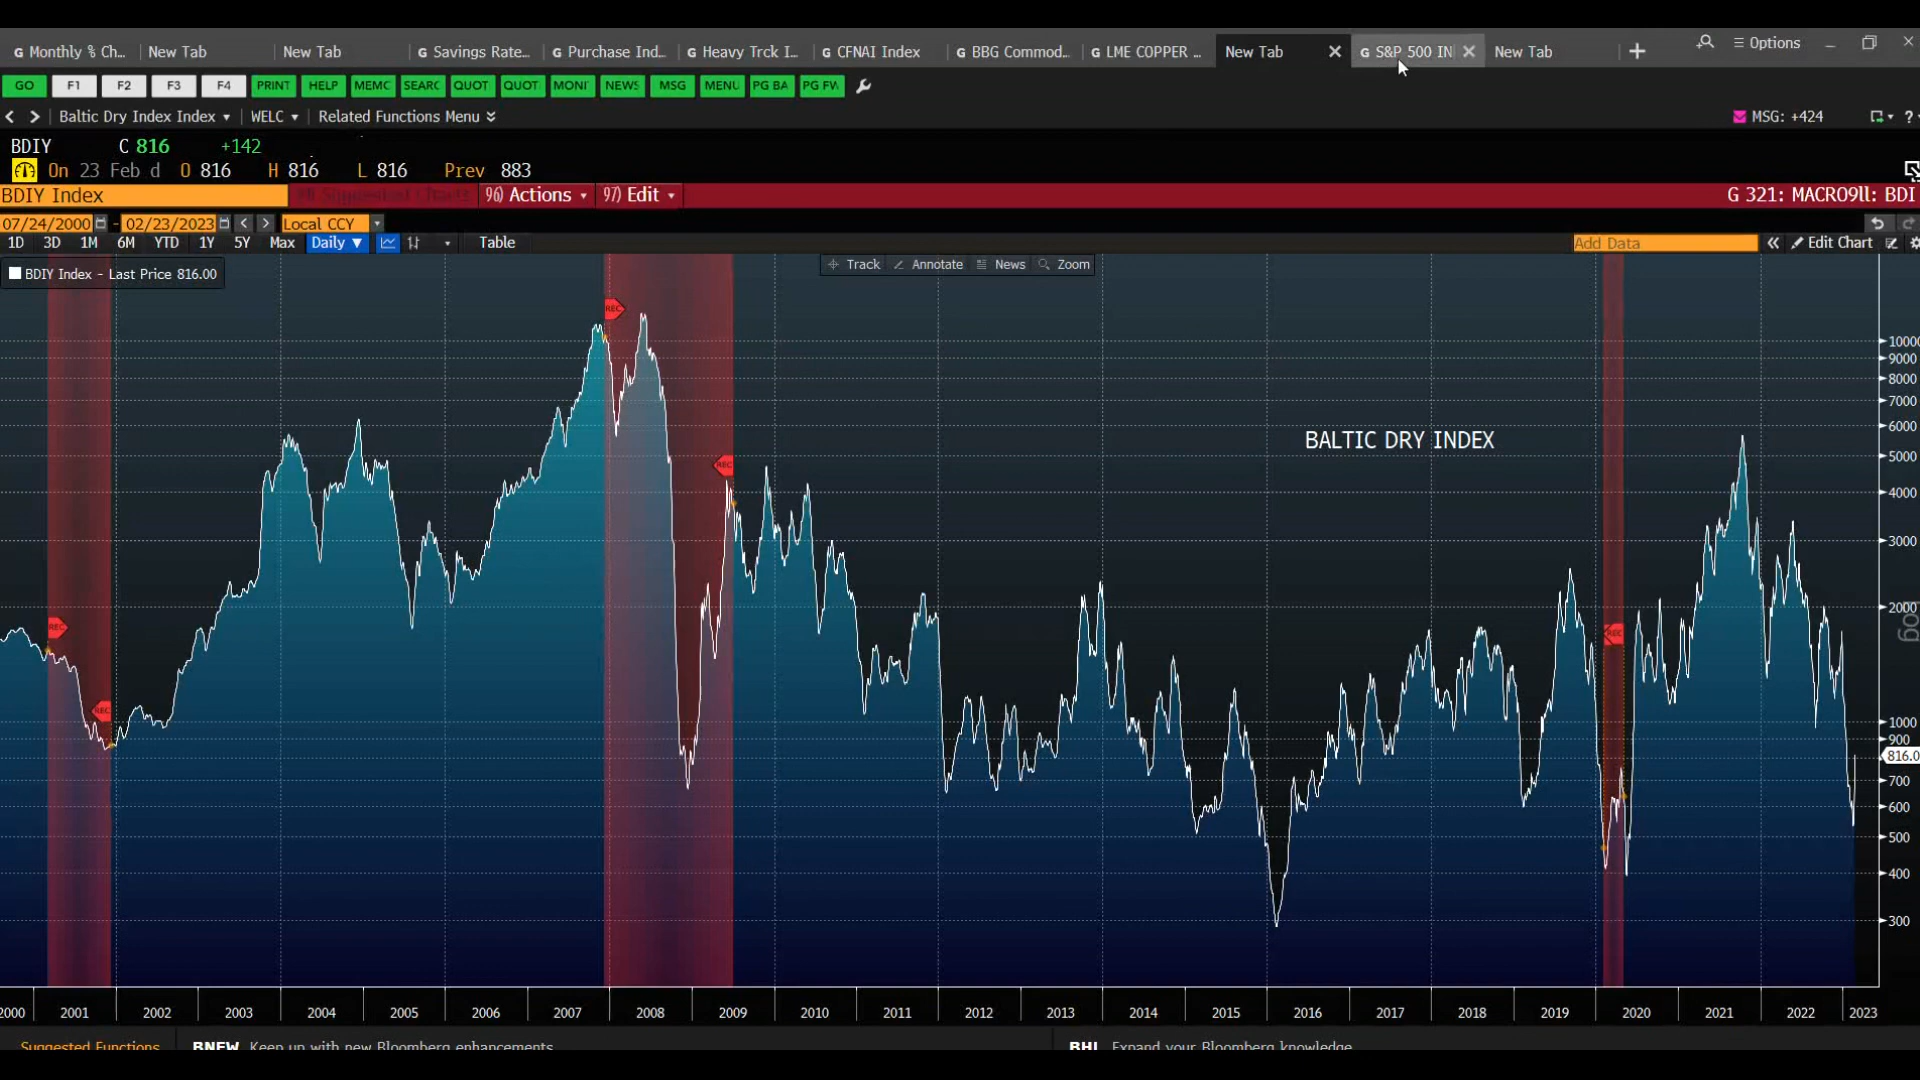 G Monthly % Ch... New Tab New Tab G Savings Rate... G Purchase Ind... G Heavy Trck I... G CFNAI Index G BBG Commod... G LME COPPER ... New Tab G S&P 500 IN New Tab Options
GO F1 F2 F3 F4 PRINT HELP MEMC SEARC QUOT QUOT MONI NEWS MSG MENU PG BA PG FW
Baltic Dry Index Index WELC Related Functions Menu MSG: +424 ?
BDIY C 816 +142
On 23 Feb d O 816 H 816 L 816 Prev 883
BDIY Index 96) Actions 97) Edit G 321: MACRO9ll: BDI
07/24/2000 - 02/23/2023 Local CCY
1D 3D 1M 6M YTD 1Y 5Y Max Daily ▼ Table Add Data « Edit Chart
BDIY Index - Last Price 816.00 Track Annotate News Zoom
REC
10000
9000
8000
7000
6000
BALTIC DRY INDEX
5000
REC
4000
3000
2000
Log
REC
REC
REC
1000
900
816.0
700
600
500
400
300
2000 2001 2002 2003 2004 2005 2006 2007 2008 2009 2010 2011 2012 2013 2014 2015 2016 2017 2018 2019 2020 2021 2022 2023
Suggested Functions BNEW Keep up with new Bloomberg enhancements BHL Expand your Bloomberg knowledge